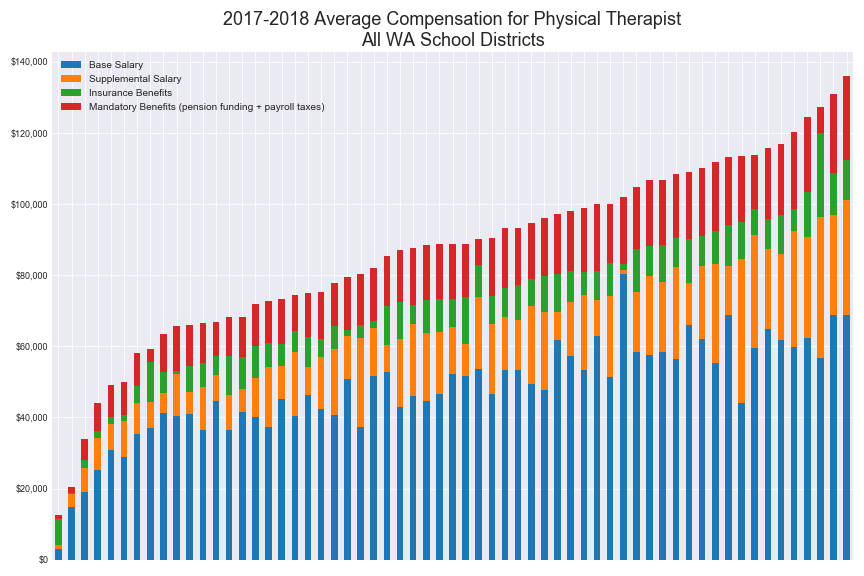 2017-2018 Average Compensation for Physical Therapist
All WA School Districts
$140,000
$120,000
$100,000
$80,000
$60,000
$40,000
$20,000
$0
Base Salary
Supplemental Salary
Insurance Benefits
Mandatory Benefits (pension funding + payroll taxes)